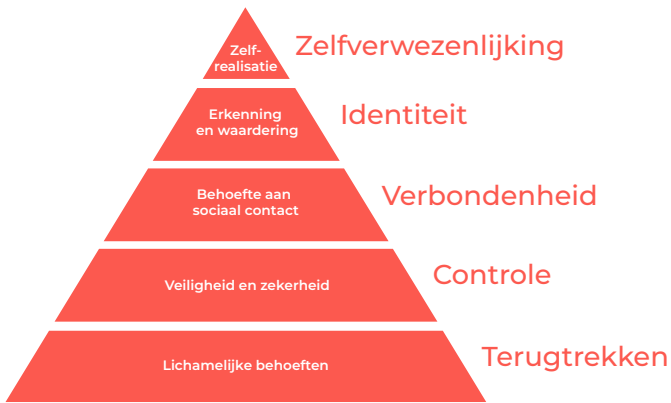 Zelf-
realisatie
Zelfverwezenlijking
Erkenning
en waardering
Identiteit
Behoefte aan
sociaal contact
Verbondenheid
Veiligheid en zekerheid
Controle
Lichamelijke behoeften
Terugtrekken